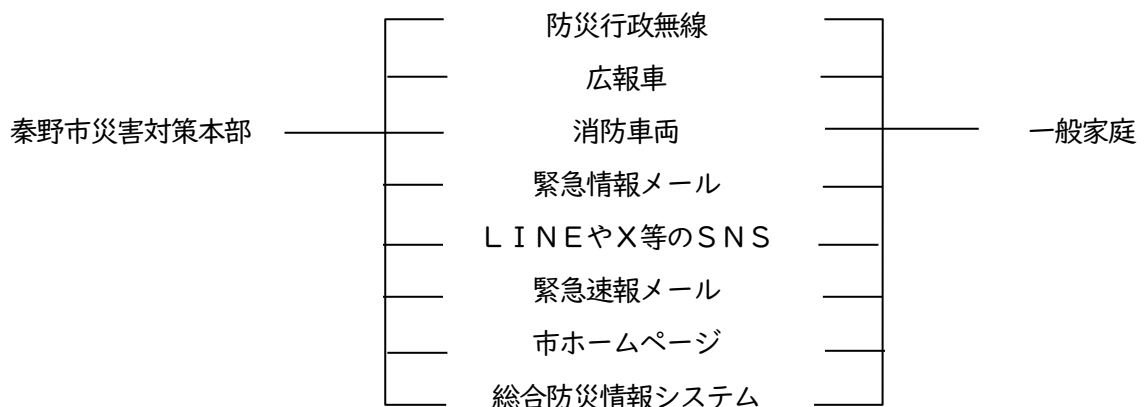 防災行政無線
広報車
秦野市災害対策本部
消防車両
一般家庭
緊急情報メール
ＬＩＮＥやＸ等のＳＮＳ
緊急速報メール
市ホームページ
総合防災情報システム